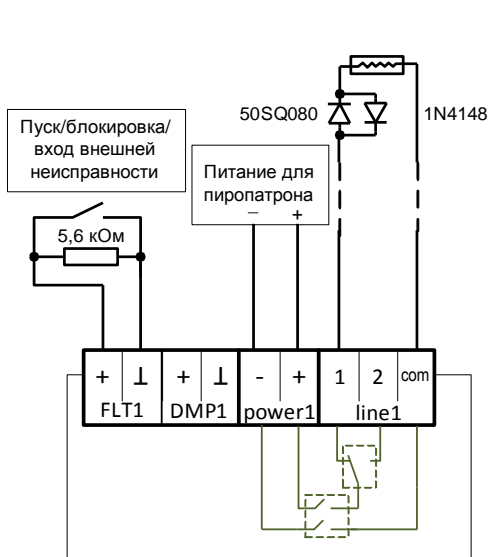 50SQ080
1N4148
Пуск/блокировка/
вход внешней
неисправности
Питание для
пиропатрона
– +
5,6 кОм
+ ⊥ + ⊥ - + 1 2 com
FLT1 DMP1 power1 line1